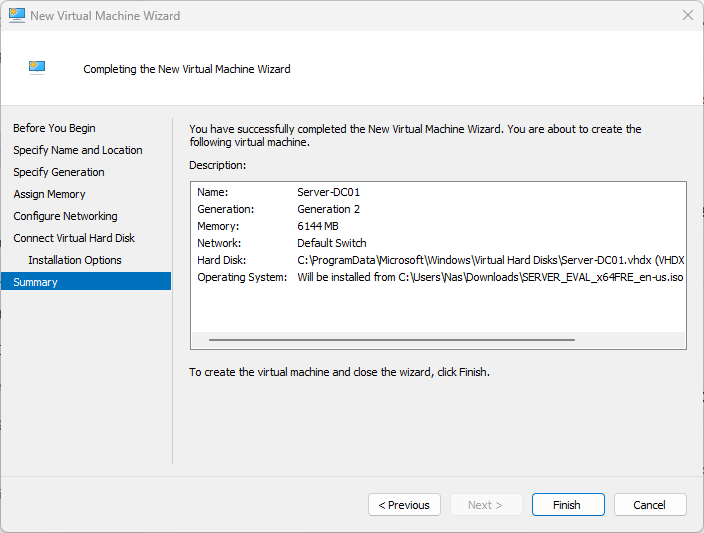 New Virtual Machine Wizard
Completing the New Virtual Machine Wizard
Before You Begin
Specify Name and Location
Specify Generation
Assign Memory
Configure Networking
Connect Virtual Hard Disk
Installation Options
Summary
You have successfully completed the New Virtual Machine Wizard. You are about to create the
following virtual machine.
Description:
Name: Server-DC01
Generation: Generation 2
Memory: 6144 MB
Network: Default Switch
Hard Disk: C:\ProgramData\Microsoft\Windows\Virtual Hard Disks\Server-DC01.vhdx (VHDX
Operating System: Will be installed from C:\Users\Nas\Downloads\SERVER_EVAL_x64FRE_en-us.iso
To create the virtual machine and close the wizard, click Finish.
< Previous
Next >
Finish
Cancel